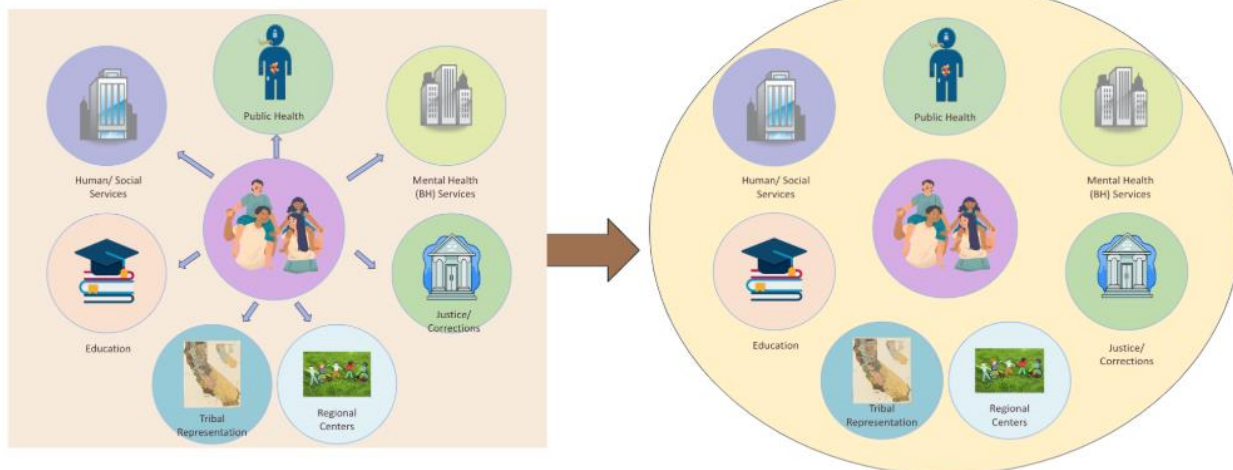 Public Health
Human/ Social
Services
Mental Health
(BH) Services
Education
Justice/
Corrections
Tribal
Representation
Regional
Centers
Public Health
Human/ Social
Services
Mental Health
(BH) Services
Education
Justice/
Corrections
Tribal
Representation
Regional
Centers